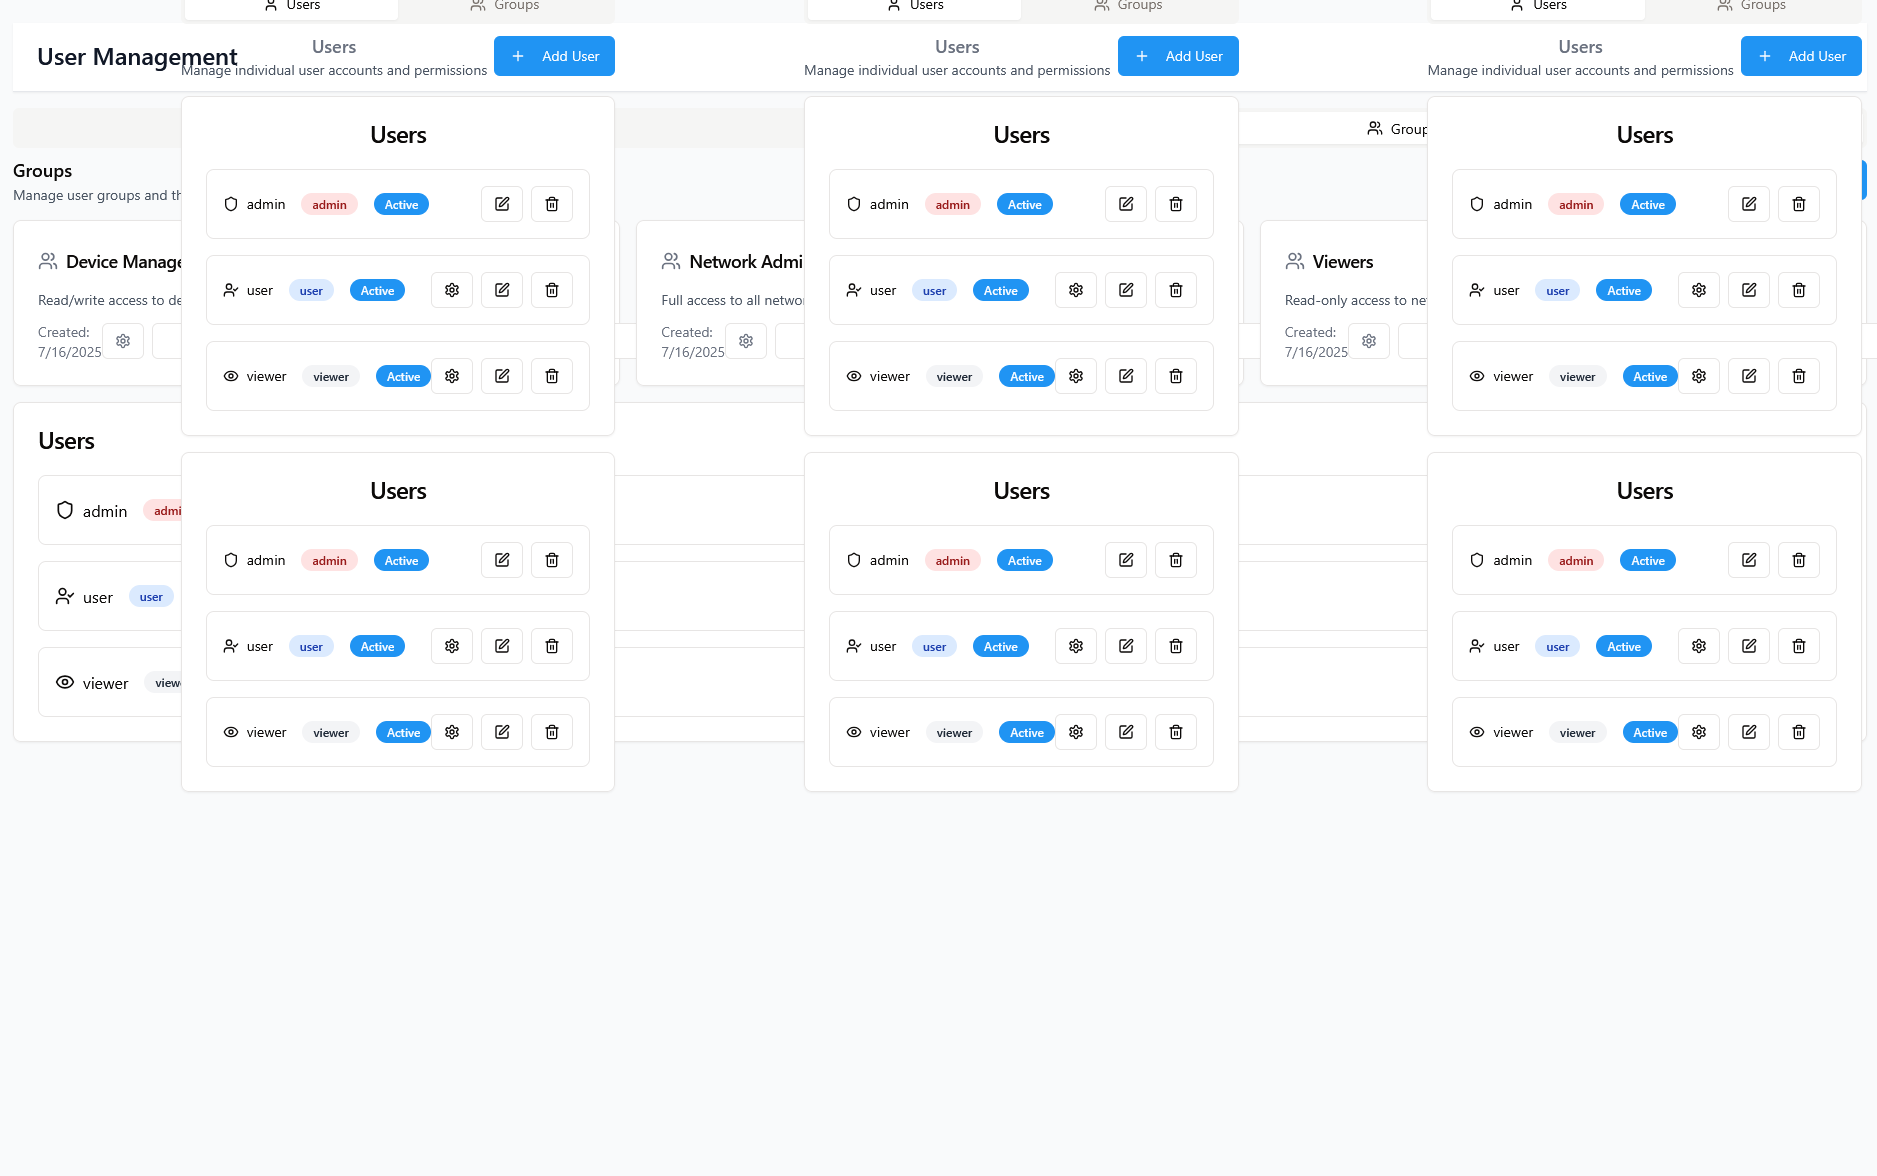 Users Groups
Users Groups
Users Groups
User Management
Users
Manage individual user accounts and permissions
Add User
Users
Manage individual user accounts and permissions
Add User
Users
Manage individual user accounts and permissions
Add User
Group
Groups
Manage user groups and th
Device Manage
Read/write access to de
Created:
7/16/2025
Network Admi
Full access to all networ
Created:
7/16/2025
Viewers
Read-only access to ne
Created:
7/16/2025
Users
admin admin Active
user user Active
viewer viewer Active
Users
admin admin Active
user user Active
viewer viewer Active
Users
admin admin Active
user user Active
viewer viewer Active
Users
admin admi
user user
viewer view
Users
admin admin Active
user user Active
viewer viewer Active
Users
admin admin Active
user user Active
viewer viewer Active
Users
admin admin Active
user user Active
viewer viewer Active